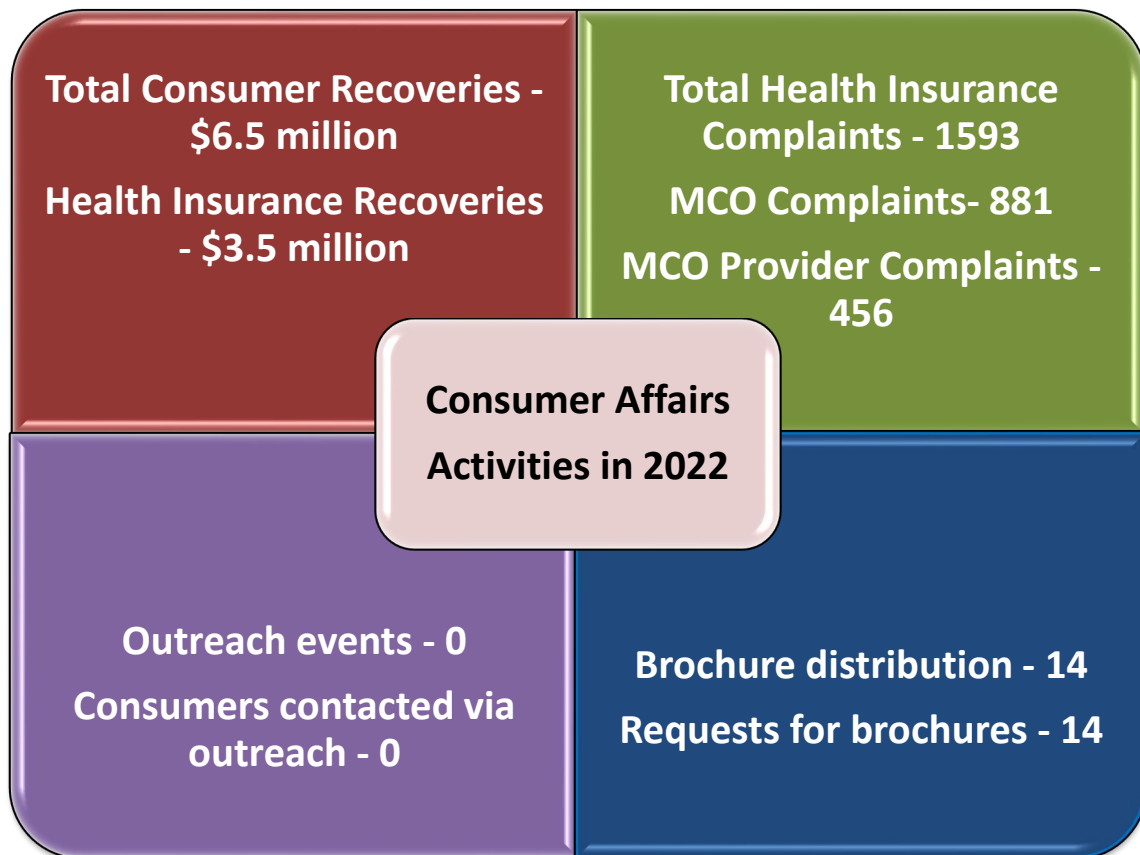 Total Consumer Recoveries -
$6.5 million
Health Insurance Recoveries
- $3.5 million
Total Health Insurance
Complaints - 1593
MCO Complaints- 881
MCO Provider Complaints -
456
Consumer Affairs
Activities in 2022
Outreach events - 0
Consumers contacted via
outreach - 0
Brochure distribution - 14
Requests for brochures - 14